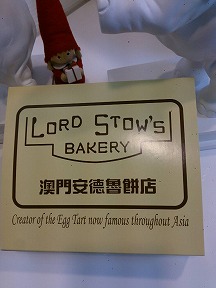 LORD STOW'S
BAKERY
澳門安德魯餅店
Creator of the Egg Tart now famous throughout Asia